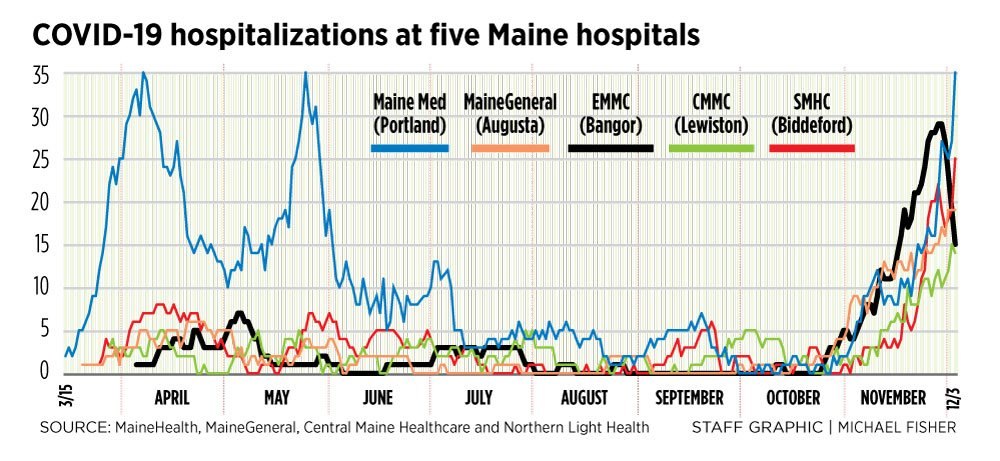 COVID-19 hospitalizations at five Maine hospitals
35
30
25
20
15
10
5
0
Maine Med
(Portland)
MaineGeneral
(Augusta)
EMMC
(Bangor)
CMMC
(Lewiston)
SMHC
(Biddeford)
3/15
APRIL
MAY
JUNE
JULY
AUGUST
SEPTEMBER
OCTOBER
NOVEMBER
12/3
SOURCE: MaineHealth, MaineGeneral, Central Maine Healthcare and Northern Light Health
STAFF GRAPHIC | MICHAEL FISHER